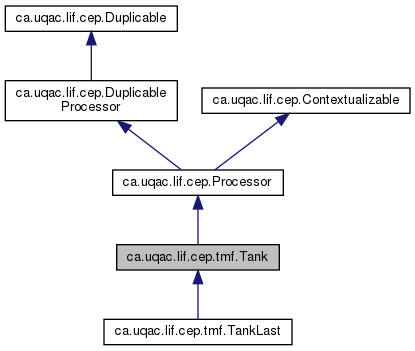 ca.uqac.lif.cep.Duplicable
ca.uqac.lif.cep.Duplicable
Processor
ca.uqac.lif.cep.Contextualizable
ca.uqac.lif.cep.Processor
ca.uqac.lif.cep.tmf.Tank
ca.uqac.lif.cep.tmf.TankLast